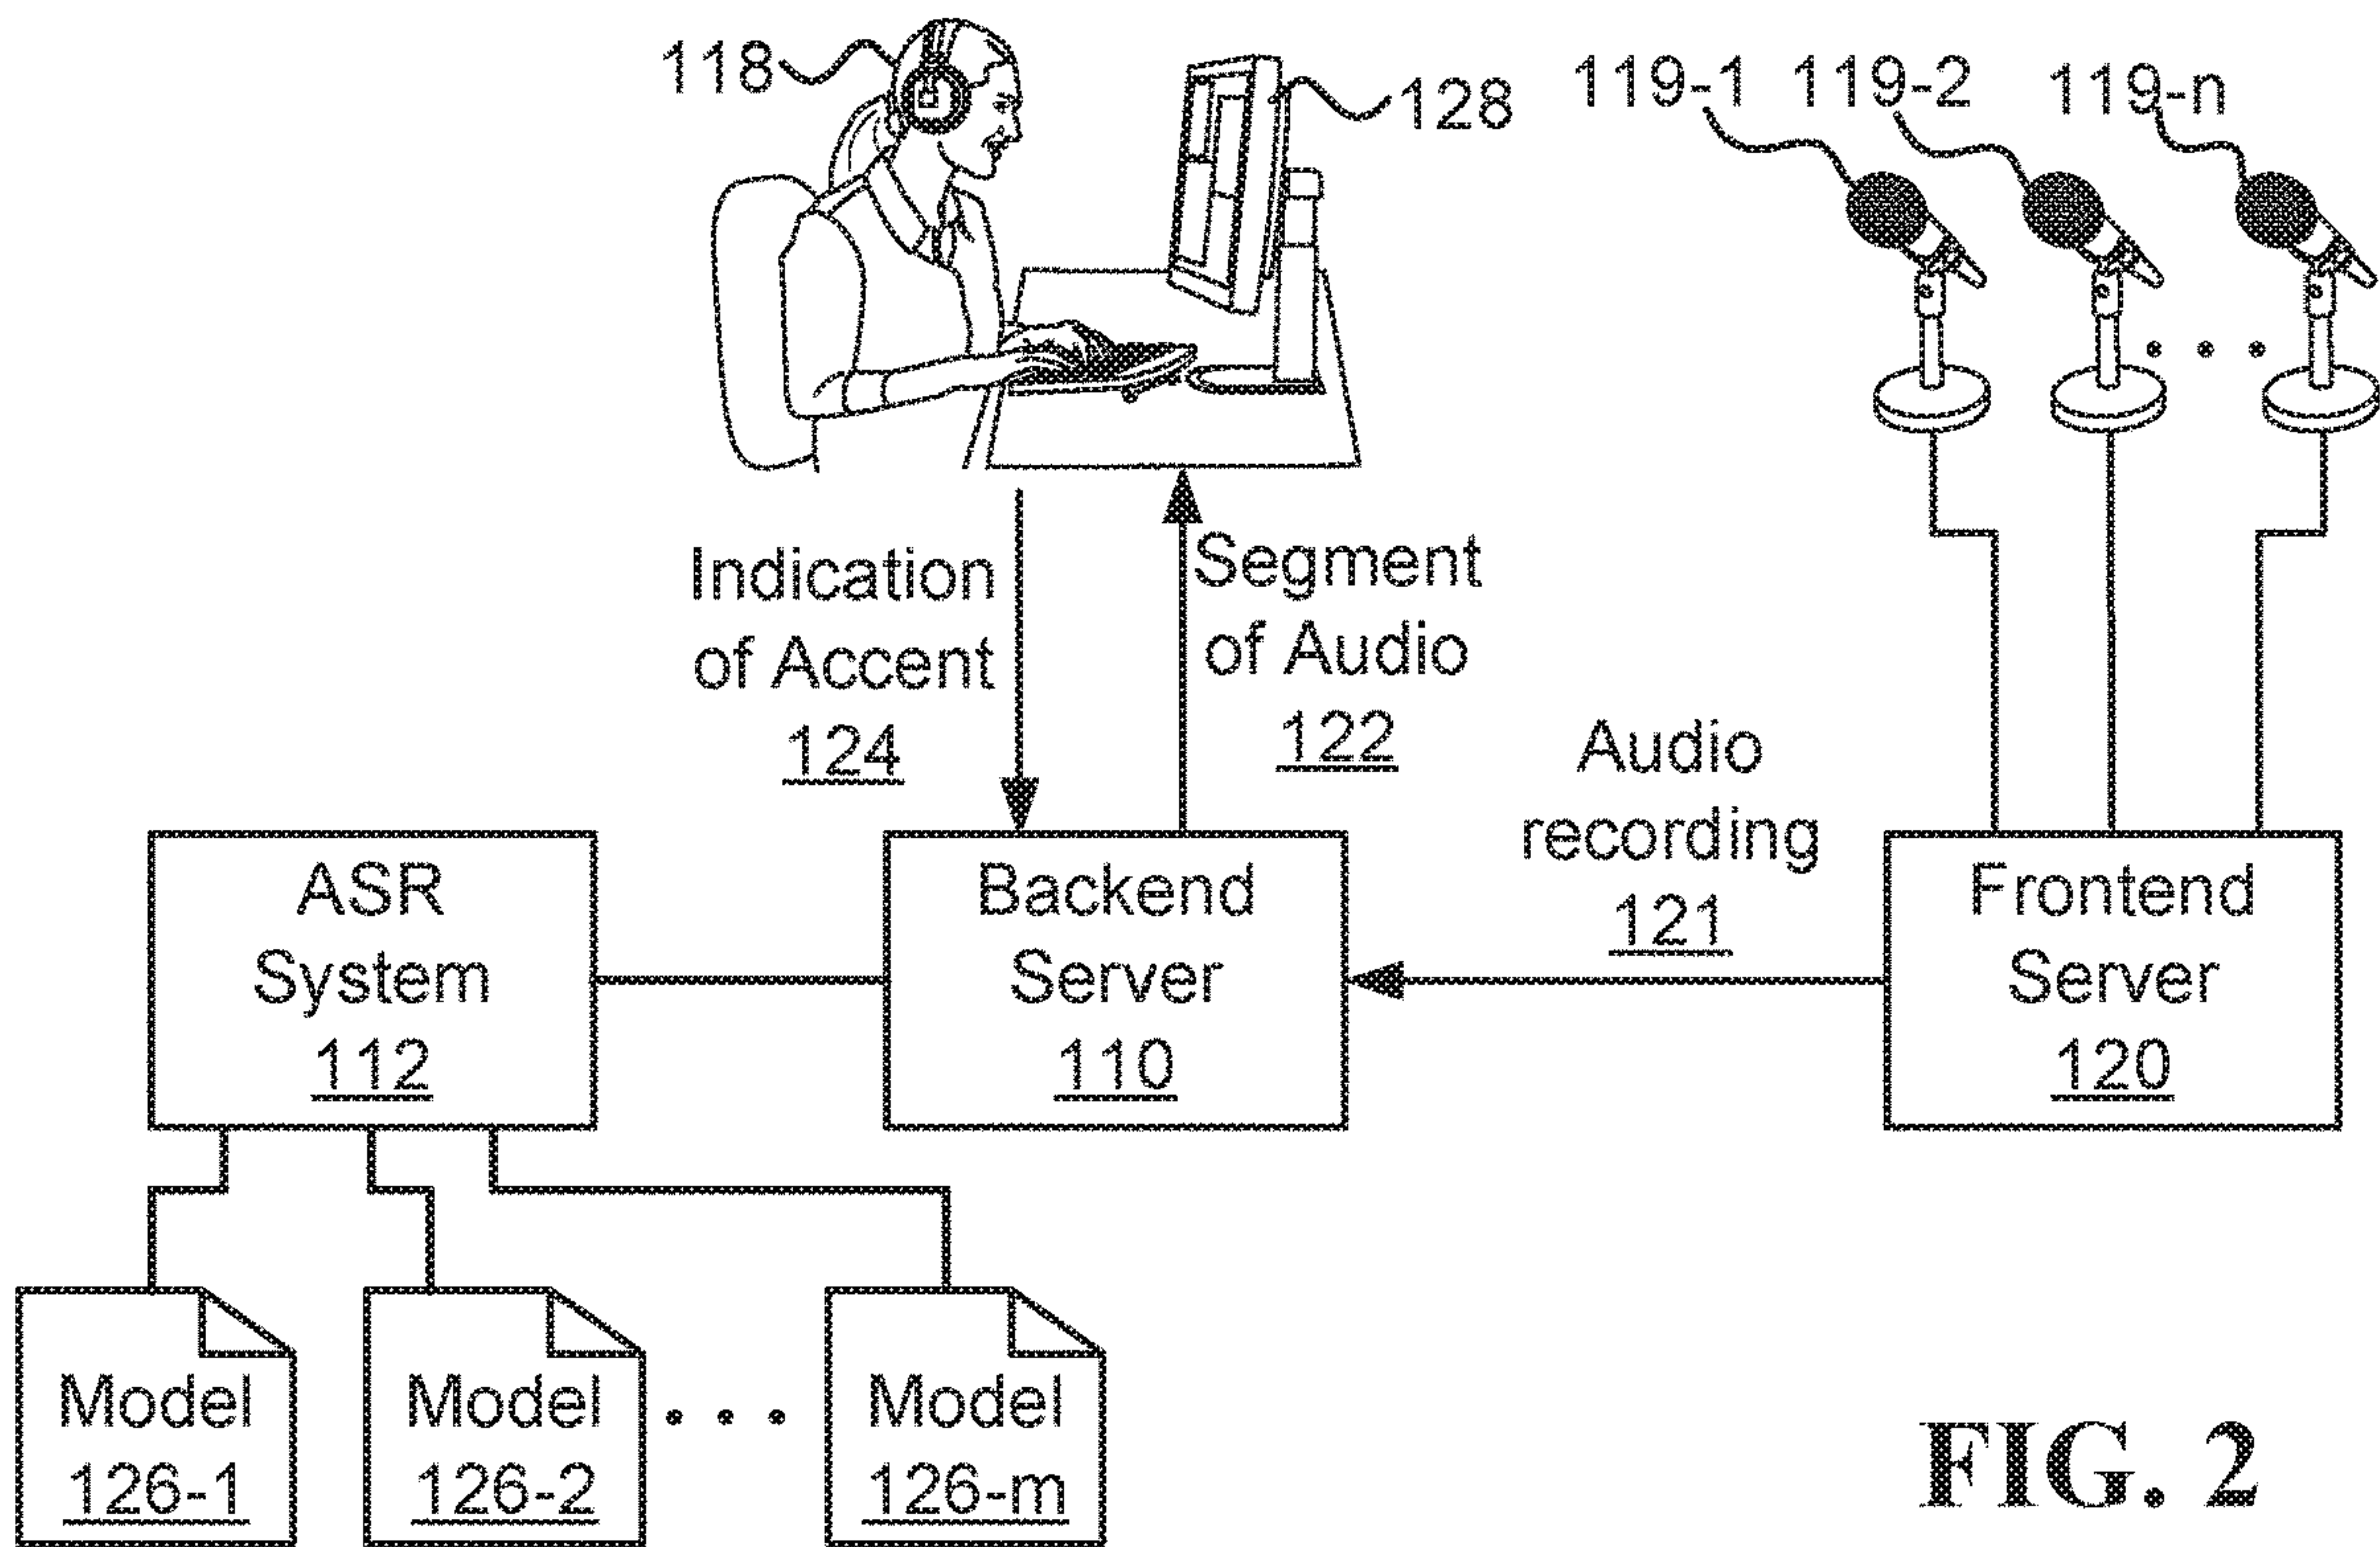 118
128
119-1
119-2
119-n
Indication
of Accent
124
Segment
of Audio
122
Audio
recording
121
ASR
System
112
Backend
Server
110
Frontend
Server
120
Model
126-1
Model
126-2
Model
126-m
FIG. 2